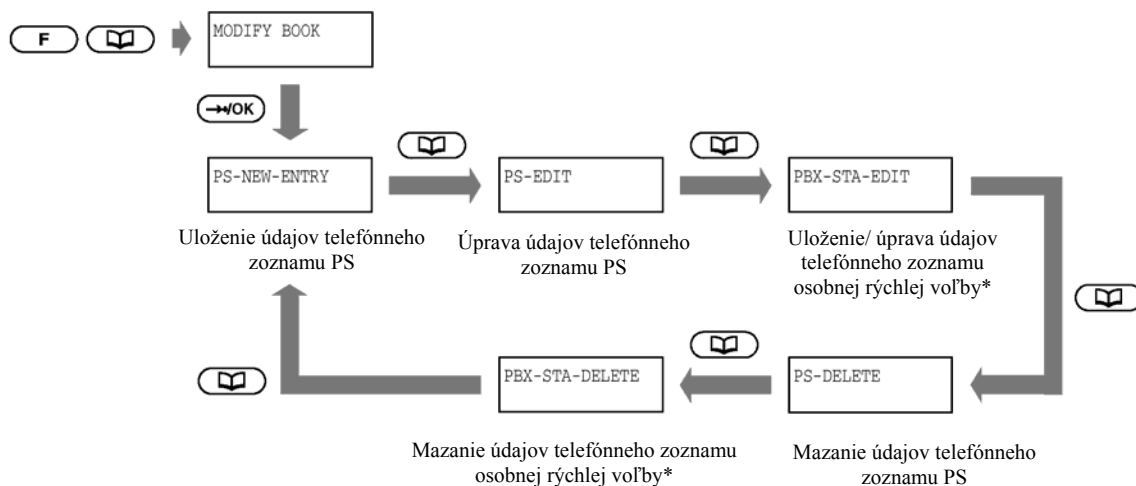 F
MODIFY BOOK
→/OK
PS-NEW-ENTRY
PS-EDIT
PBX-STA-EDIT
Uloženie údajov telefónneho
zoznamu PS
Úprava údajov telefónneho
zoznamu PS
Uloženie/ úprava údajov
telefónneho zoznamu
osobnej rýchlej voľby*
PBX-STA-DELETE
PS-DELETE
Mazanie údajov telefónneho zoznamu
osobnej rýchlej voľby*
Mazanie údajov telefónneho
zoznamu PS